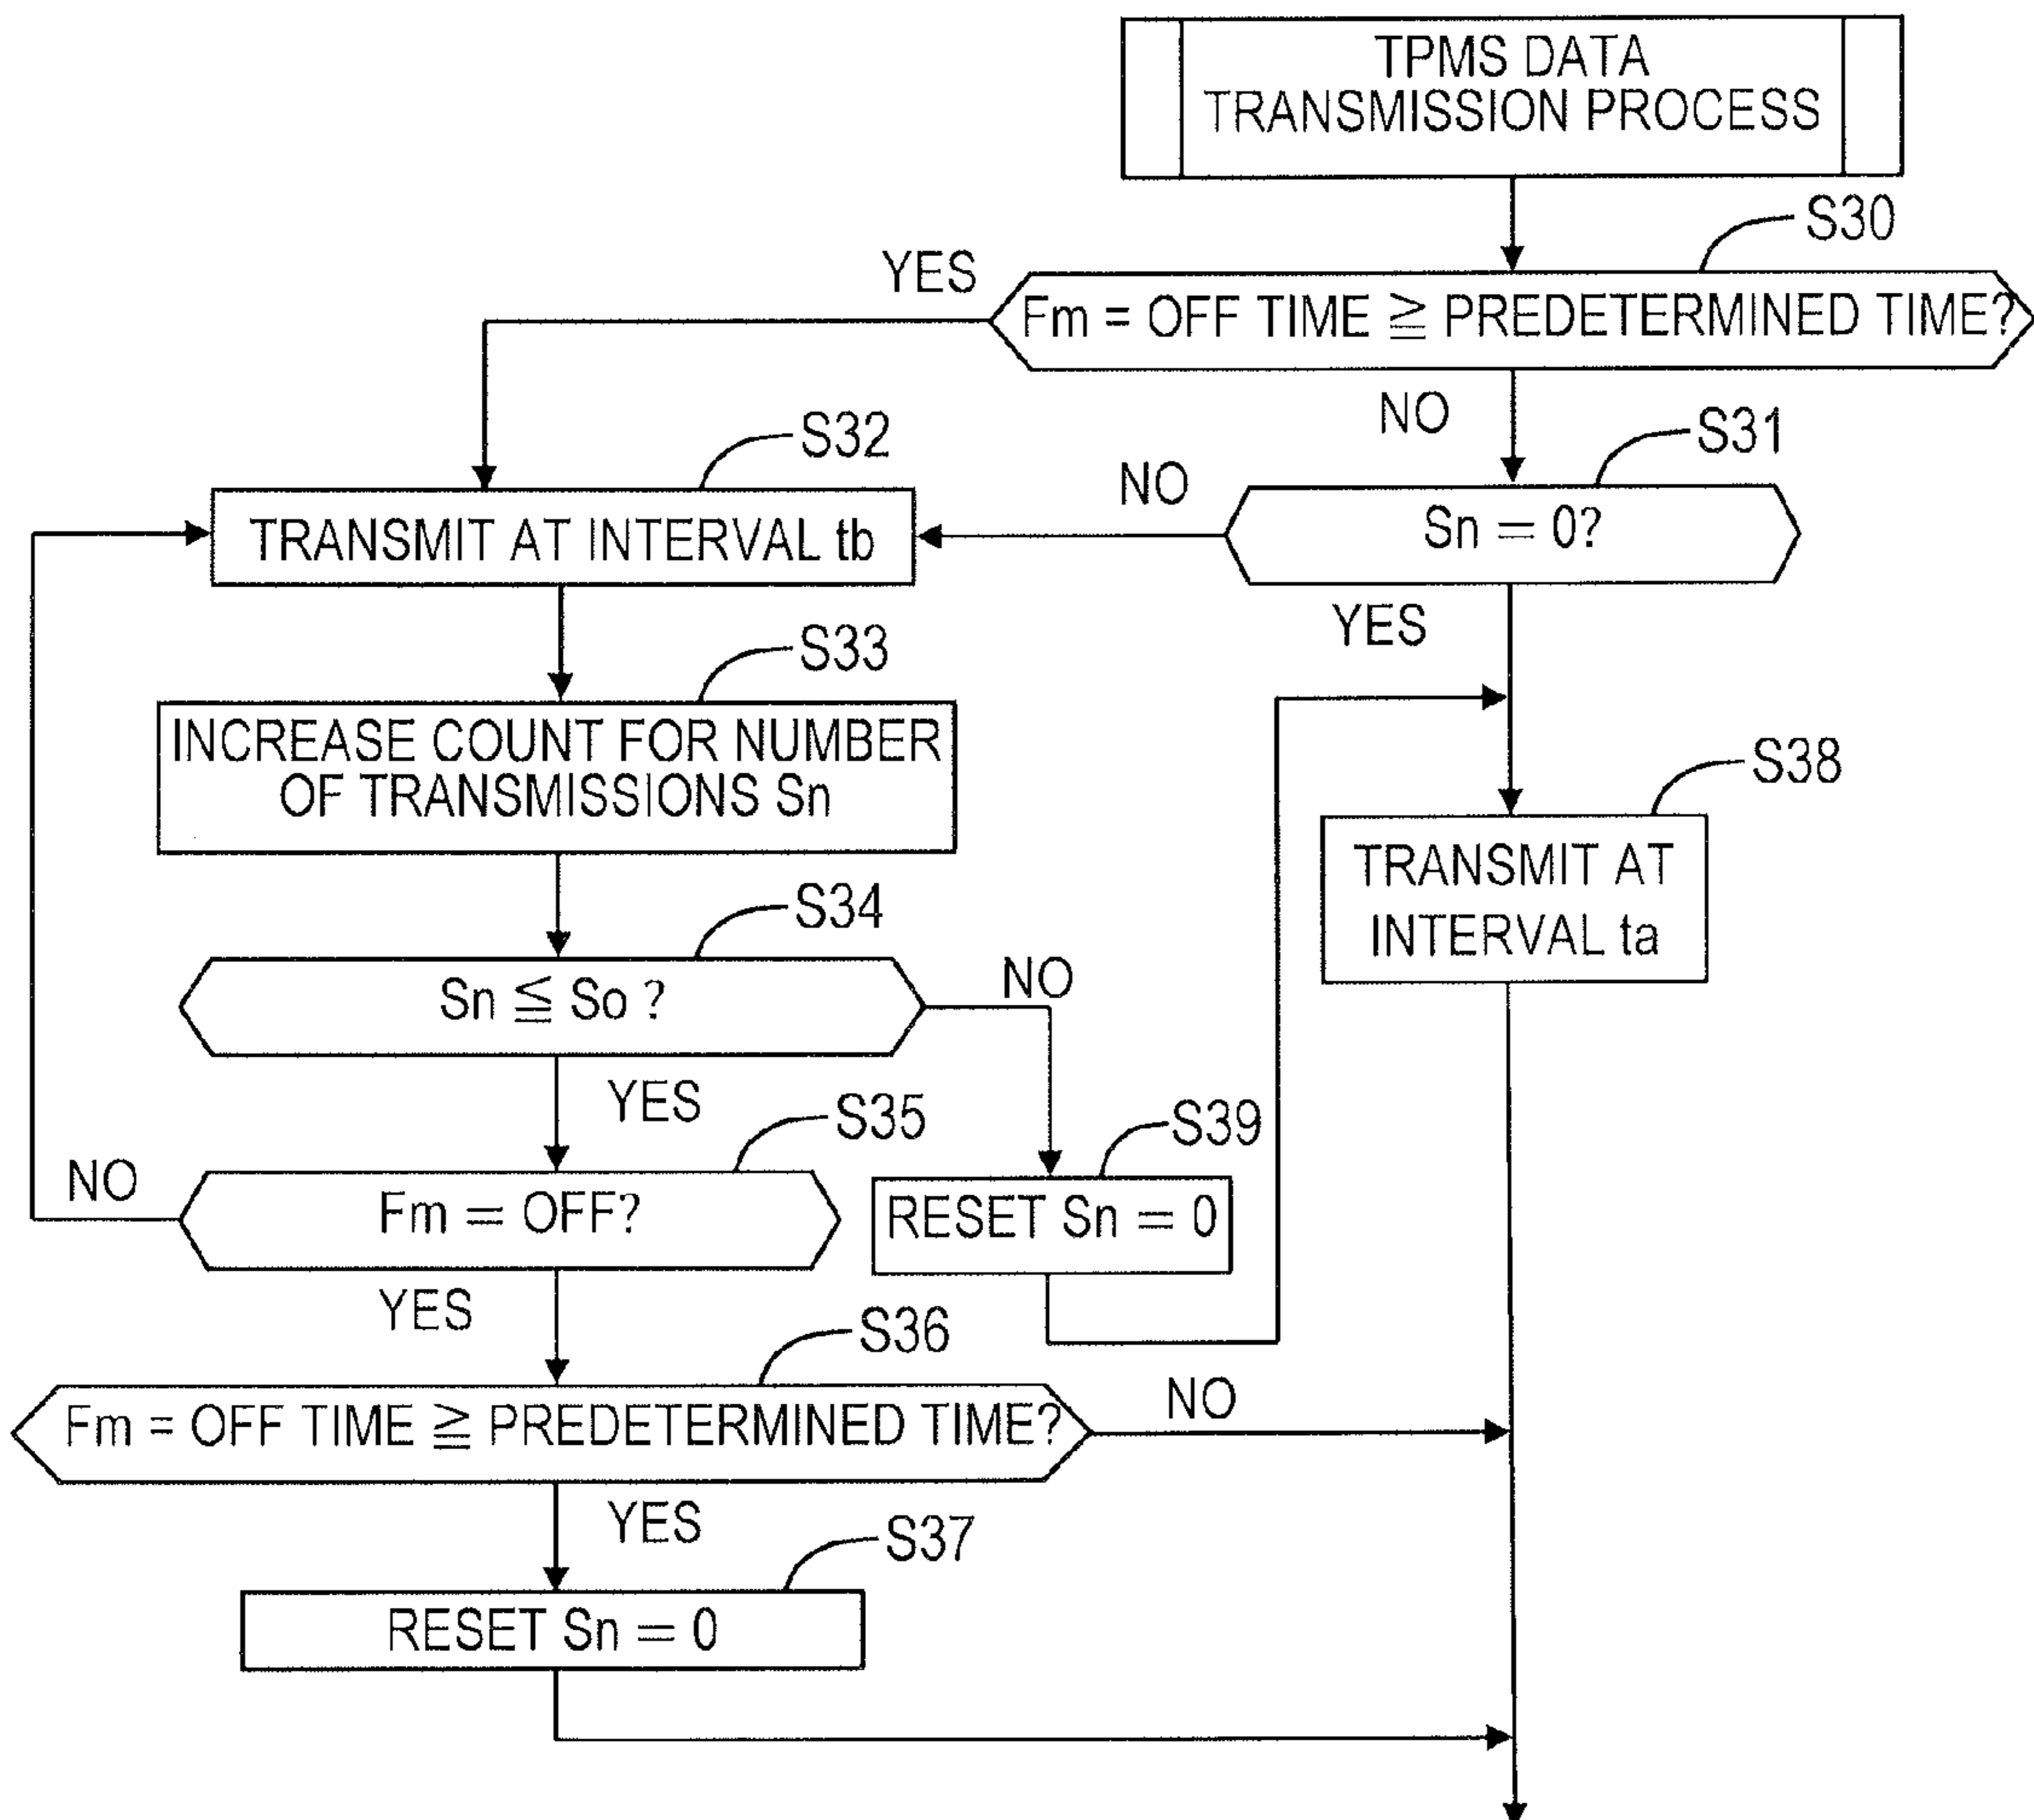 TPMS DATA
TRANSMISSION PROCESS
S30
YES
Fm = OFF TIME ≧ PREDETERMINED TIME?
NO
S31
S32
NO
Sn = 0?
TRANSMIT AT INTERVAL tb
YES
S33
INCREASE COUNT FOR NUMBER
OF TRANSMISSIONS Sn
S38
TRANSMIT AT
INTERVAL ta
S34
Sn ≦ So ?
NO
YES
S35
S39
NO
Fm = OFF?
RESET Sn = 0
YES
S36
Fm = OFF TIME ≧ PREDETERMINED TIME?
NO
YES
S37
RESET Sn = 0